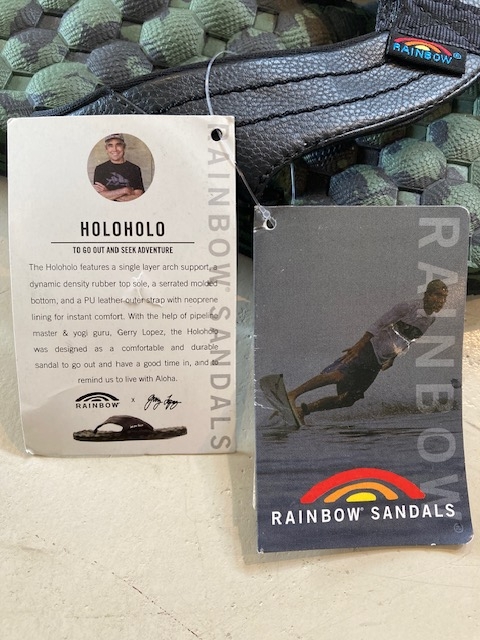 RAINBOW®
HOLOHOLO
TO GO OUT AND SEEK ADVENTURE
The Holoholo features a single layer arch support, a
dynamic density rubber top sole, a serrated molded
bottom, and a PU leather outer strap with neoprene
lining for instant comfort. With the help of pipeline
master & yogi guru, Gerry Lopez, the Holoholo
was designed as a comfortable and durable
sandal to go out and have a good time in, and to
remind us to live with Aloha.
RAINBOW® x Gerry Lopez
RAINBOW SANDALS
RAINBOW®
RAINBOW® SANDALS